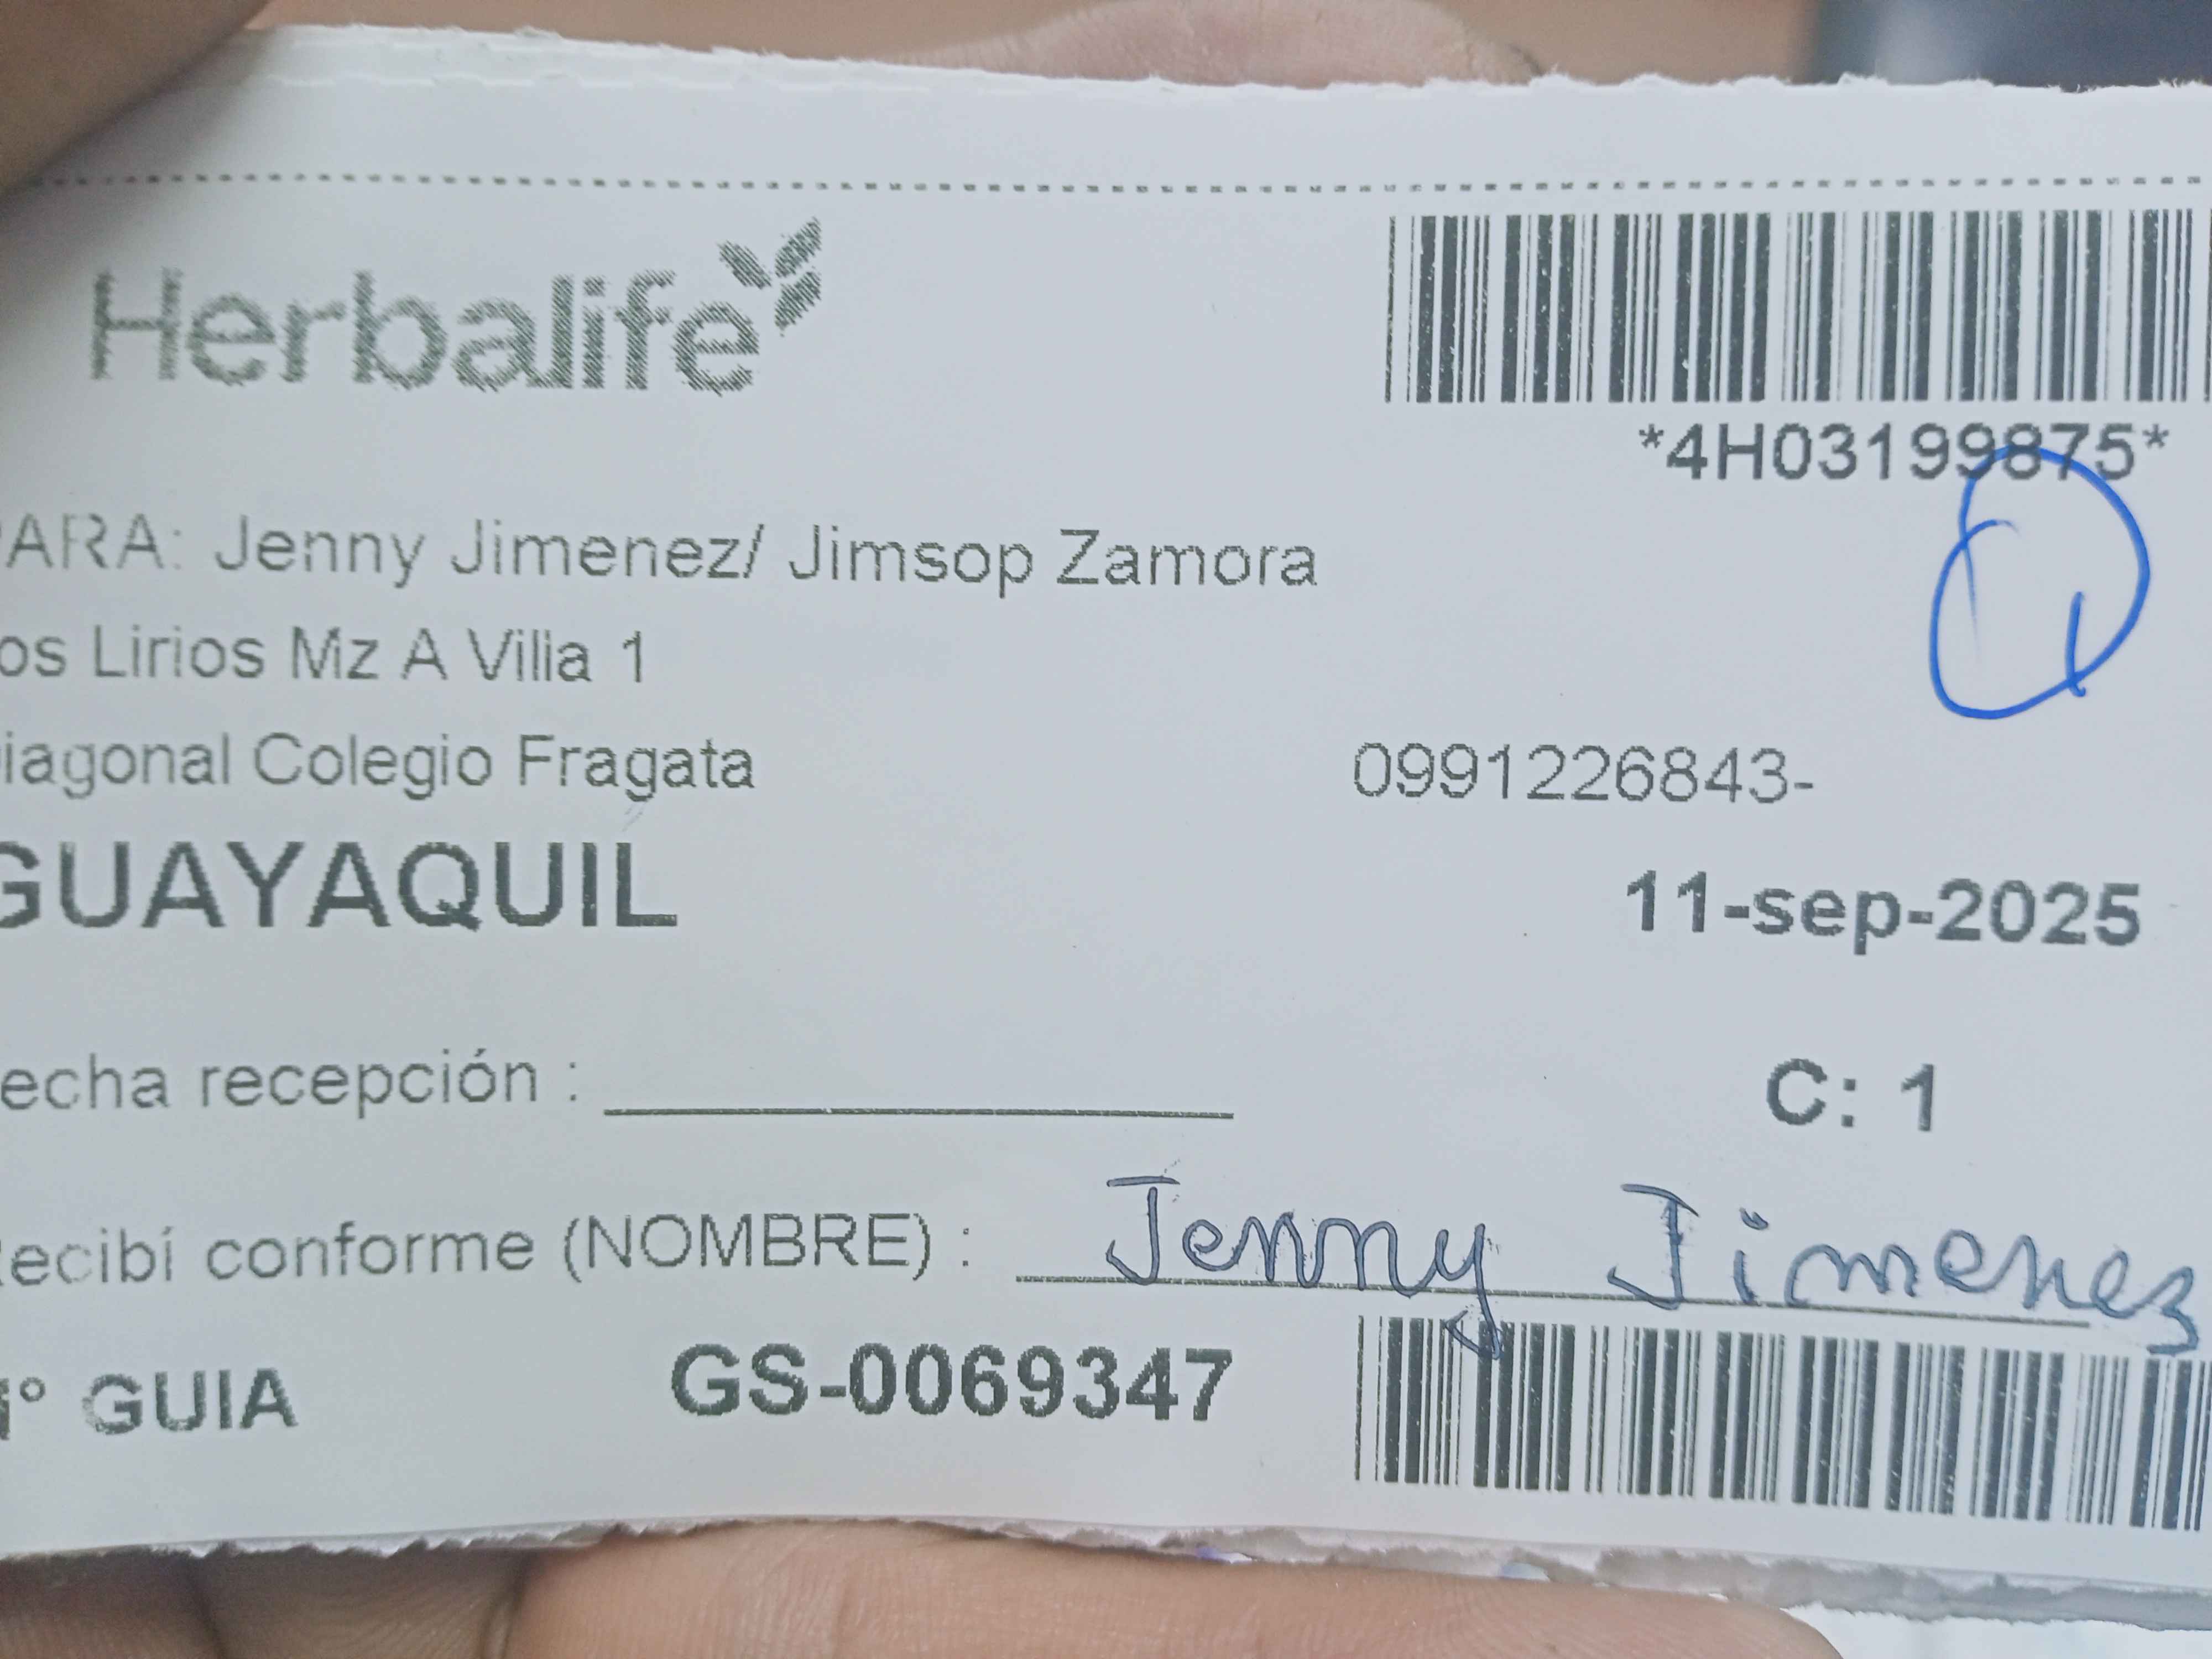 Herbalife
*4H03199875*
PARA: Jenny Jimenez/ Jimsop Zamora
os Lirios Mz A Villa 1
iagonal Colegio Fragata
0991226843-
GUAYAQUIL
11-sep-2025
echa recepción :
C: 1
ecibí conforme (NOMBRE) : Jenny Jimenez
N° GUIA GS-0069347